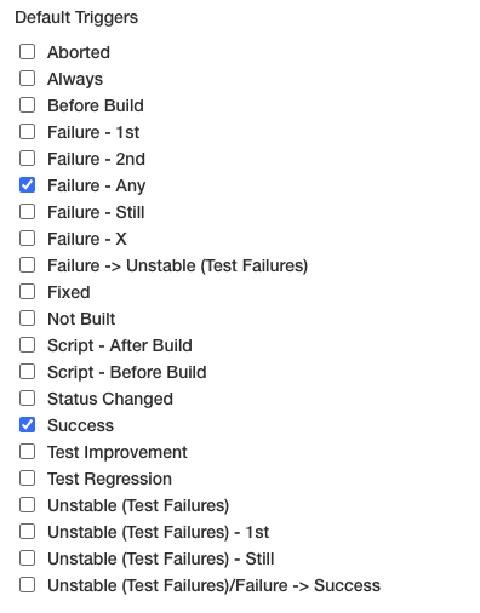 Default Triggers
Aborted
Always
Before Build
Failure - 1st
Failure - 2nd
Failure - Any
Failure - Still
Failure - X
Failure -> Unstable (Test Failures)
Fixed
Not Built
Script - After Build
Script - Before Build
Status Changed
Success
Test Improvement
Test Regression
Unstable (Test Failures)
Unstable (Test Failures) - 1st
Unstable (Test Failures) - Still
Unstable (Test Failures)/Failure -> Success